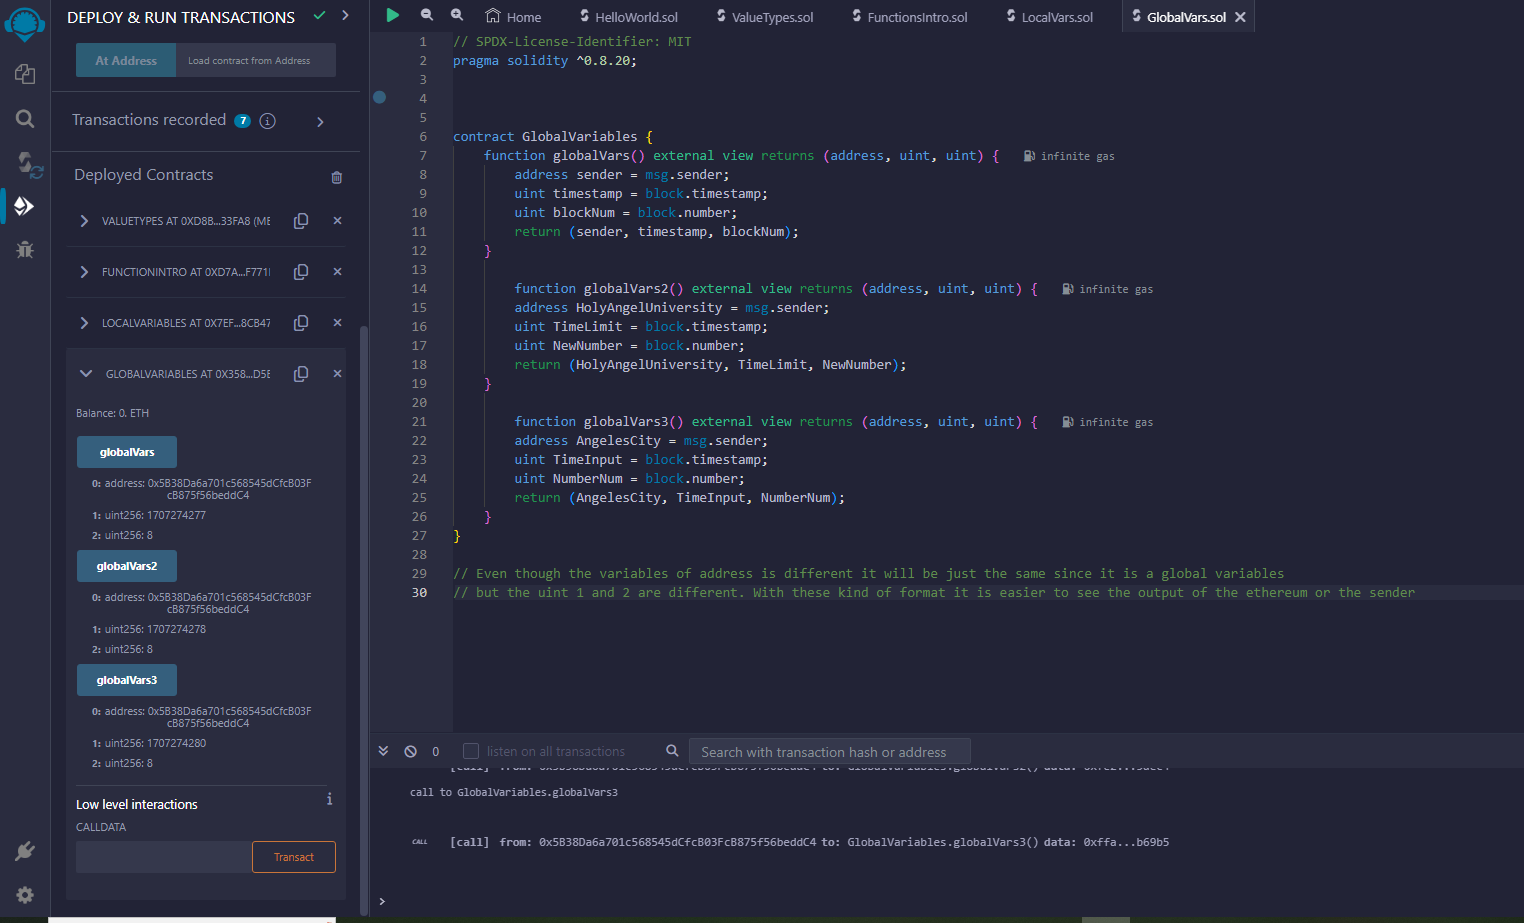 DEPLOY & RUN TRANSACTIONS
At Address
Load contract from Address
Transactions recorded 7
Deployed Contracts
VALUETYPES AT 0XD8B...33FA8 (ME
FUNCTIONINTRO AT 0XD7A...F771
LOCALVARIABLES AT 0X7EF...8CB47
GLOBALVARIABLES AT 0X358...D5E
Balance: 0. ETH
globalVars
0: address: 0x5B38Da6a701c568545dCfcB03F
cB875f56beddC4
1: uint256: 1707274277
2: uint256: 8
globalVars2
0: address: 0x5B38Da6a701c568545dCfcB03F
cB875f56beddC4
1: uint256: 1707274278
2: uint256: 8
globalVars3
0: address: 0x5B38Da6a701c568545dCfcB03F
cB875f56beddC4
1: uint256: 1707274280
2: uint256: 8
Low level interactions
CALLDATA
Transact
Home
HelloWorld.sol
ValueTypes.sol
FunctionsIntro.sol
LocalVars.sol
GlobalVars.sol
1 // SPDX-License-Identifier: MIT
2 pragma solidity ^0.8.20;
3
4
5
6 contract GlobalVariables {
7 function globalVars() external view returns (address, uint, uint) { infinite gas
8 address sender = msg.sender;
9 uint timestamp = block.timestamp;
10 uint blockNum = block.number;
11 return (sender, timestamp, blockNum);
12 }
13
14 function globalVars2() external view returns (address, uint, uint) { infinite gas
15 address HolyAngelUniversity = msg.sender;
16 uint TimeLimit = block.timestamp;
17 uint NewNumber = block.number;
18 return (HolyAngelUniversity, TimeLimit, NewNumber);
19 }
20
21 function globalVars3() external view returns (address, uint, uint) { infinite gas
22 address AngelesCity = msg.sender;
23 uint TimeInput = block.timestamp;
24 uint NumberNum = block.number;
25 return (AngelesCity, TimeInput, NumberNum);
26 }
27 }
28
29 // Even though the variables of address is different it will be just the same since it is a global variables
30 // but the uint 1 and 2 are different. With these kind of format it is easier to see the output of the ethereum or the sender
0
listen on all transactions
Search with transaction hash or address
[call] from: 0x5B38Da6a701c568545dCfcB03FcB875f56beddC4 to: GlobalVariables.globalVars2() data:
call to GlobalVariables.globalVars3
CALL [call] from: 0x5B38Da6a701c568545dCfcB03FcB875f56beddC4 to: GlobalVariables.globalVars3() data: 0xffa...b69b5
>